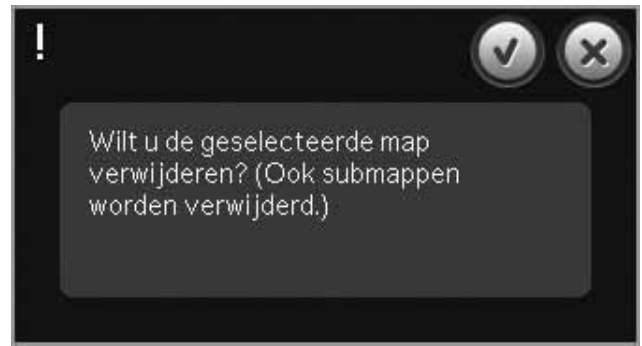 !
Wilt u de geselecteerde map
verwijderen? (Ook submappen
worden verwijderd.)